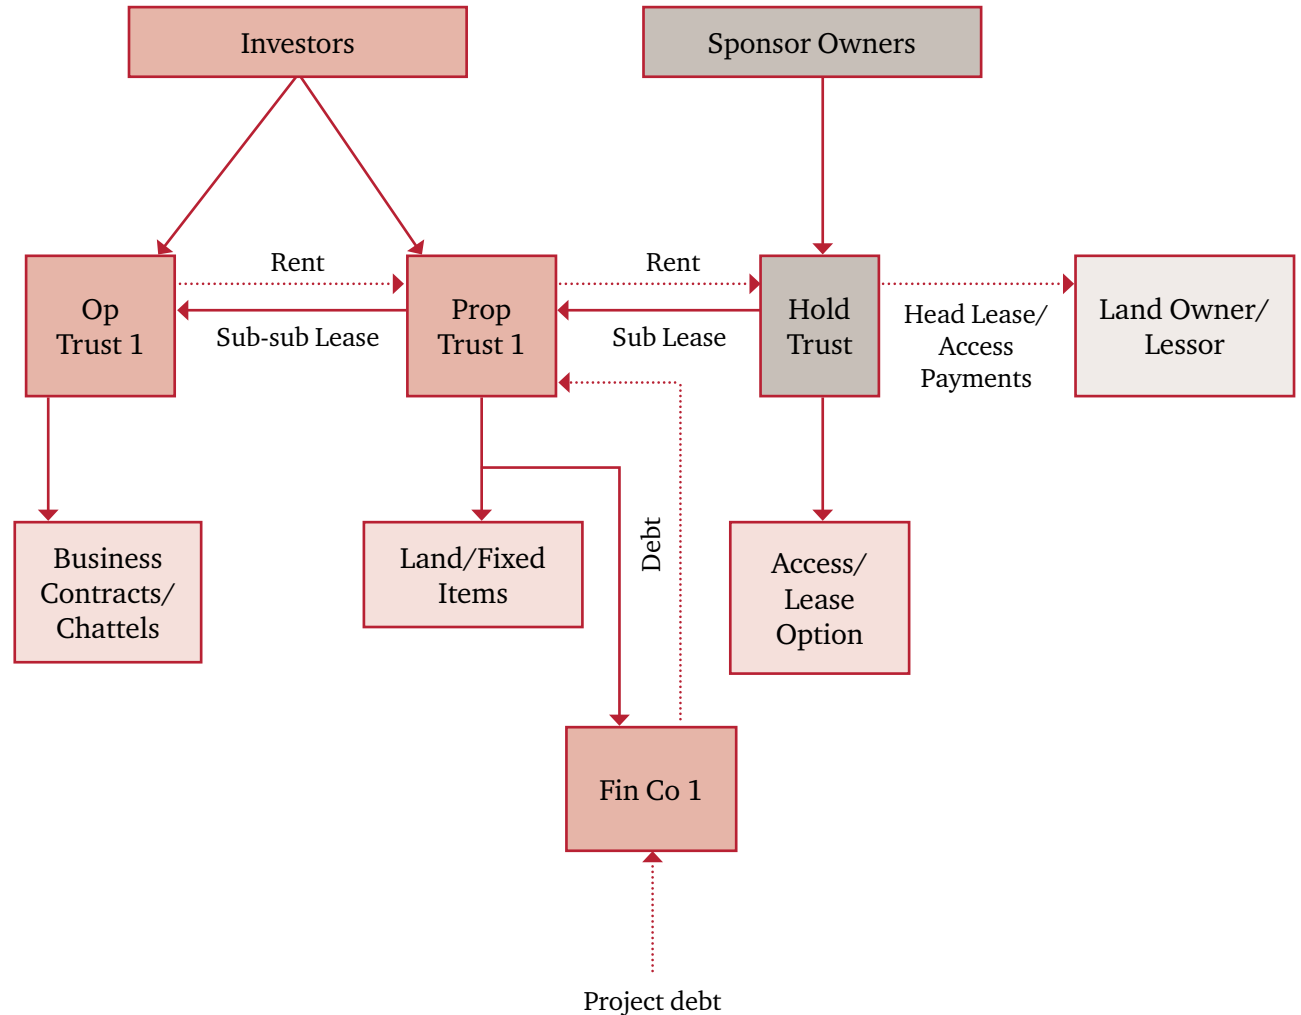 Investors
Sponsor Owners
Rent
Rent
Op
Trust 1
Prop
Trust 1
Hold
Trust
Head Lease/
Access
Payments
Land Owner/
Lessor
Sub-sub Lease
Sub Lease
Debt
Business
Contracts/
Chattels
Land/Fixed
Items
Access/
Lease
Option
Fin Co 1
Project debt